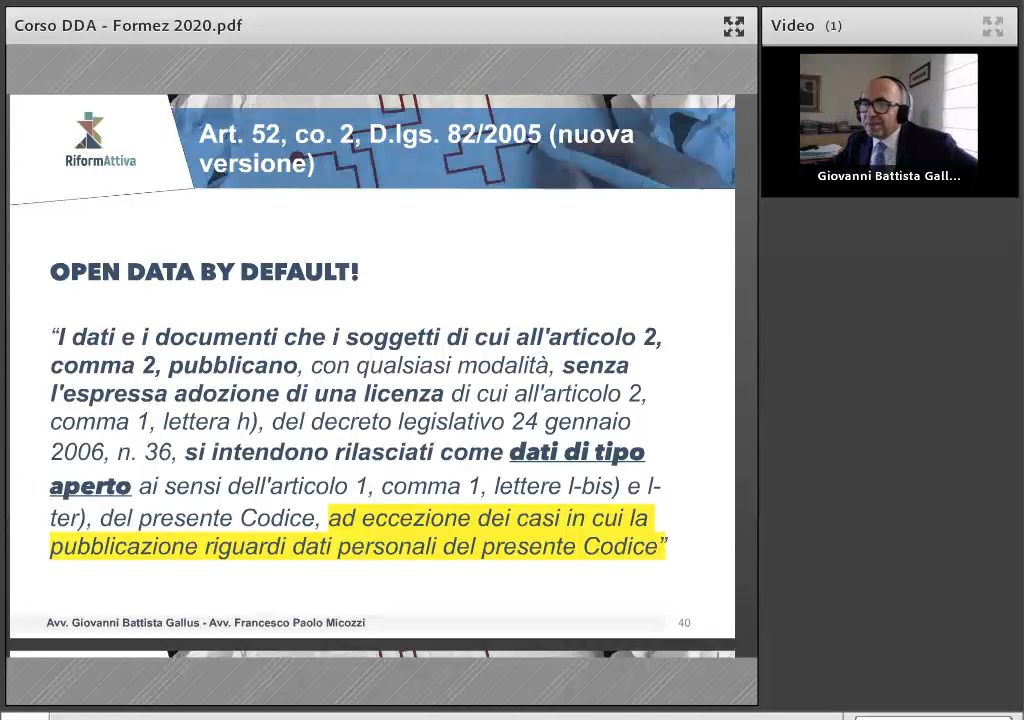 Corso DDA - Formez 2020.pdf
Video (1)
RiformAttiva
Art. 52, co. 2, D.lgs. 82/2005 (nuova
versione)
Giovanni Battista Gall...
OPEN DATA BY DEFAULT!
“I dati e i documenti che i soggetti di cui all'articolo 2,
comma 2, pubblicano, con qualsiasi modalità, senza
l'espressa adozione di una licenza di cui all'articolo 2,
comma 1, lettera h), del decreto legislativo 24 gennaio
2006, n. 36, si intendono rilasciati come dati di tipo
aperto ai sensi dell'articolo 1, comma 1, lettere l-bis) e l-
ter), del presente Codice, ad eccezione dei casi in cui la
pubblicazione riguardi dati personali del presente Codice”
Avv. Giovanni Battista Gallus - Avv. Francesco Paolo Micozzi
40